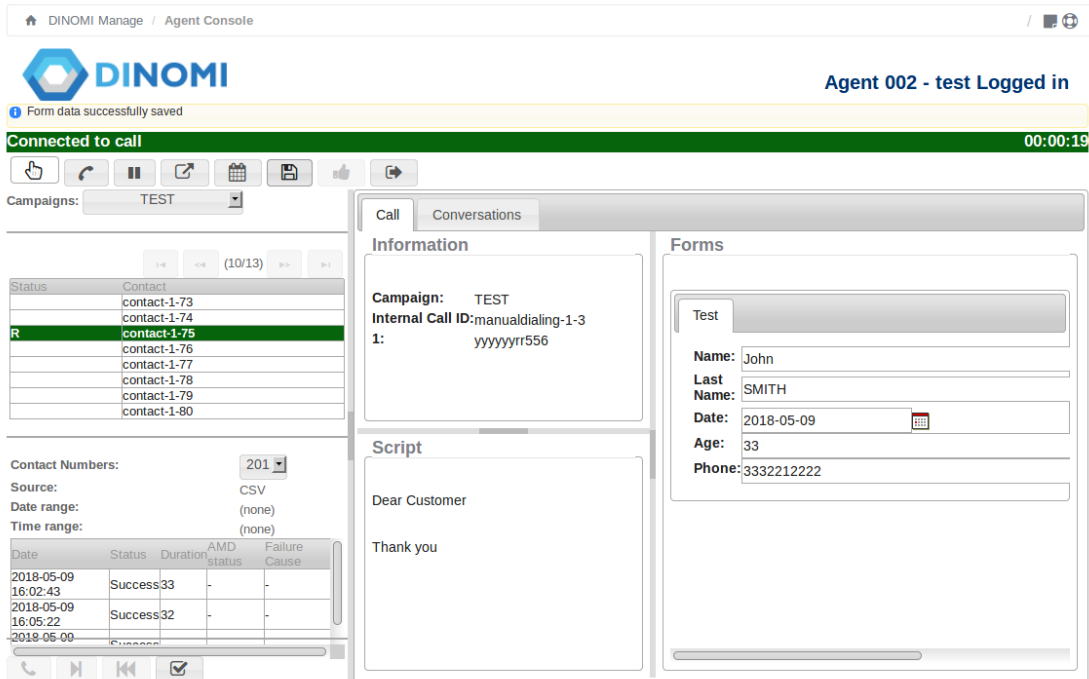 DINOMI Manage / Agent Console /
DINOMI
Agent 002 - test Logged in
Form data successfully saved
Connected to call 00:00:19
Campaigns: TEST
(10/13)
Status Contact
contact-1-73
contact-1-74
R contact-1-75
contact-1-76
contact-1-77
contact-1-78
contact-1-79
contact-1-80
Contact Numbers: 201
Source: CSV
Date range: (none)
Time range: (none)
Date Status Duration AMD status Failure Cause
2018-05-09 16:02:43 Success 33 - -
2018-05-09 16:05:22 Success 32 - -
2018-05-09 Success
Call Conversations
Information
Campaign: TEST
Internal Call ID: manualdialing-1-3
1: yyyyyyrr556
Script
Dear Customer
Thank you
Forms
Test
Name: John
Last Name: SMITH
Date: 2018-05-09
Age: 33
Phone: 3332212222